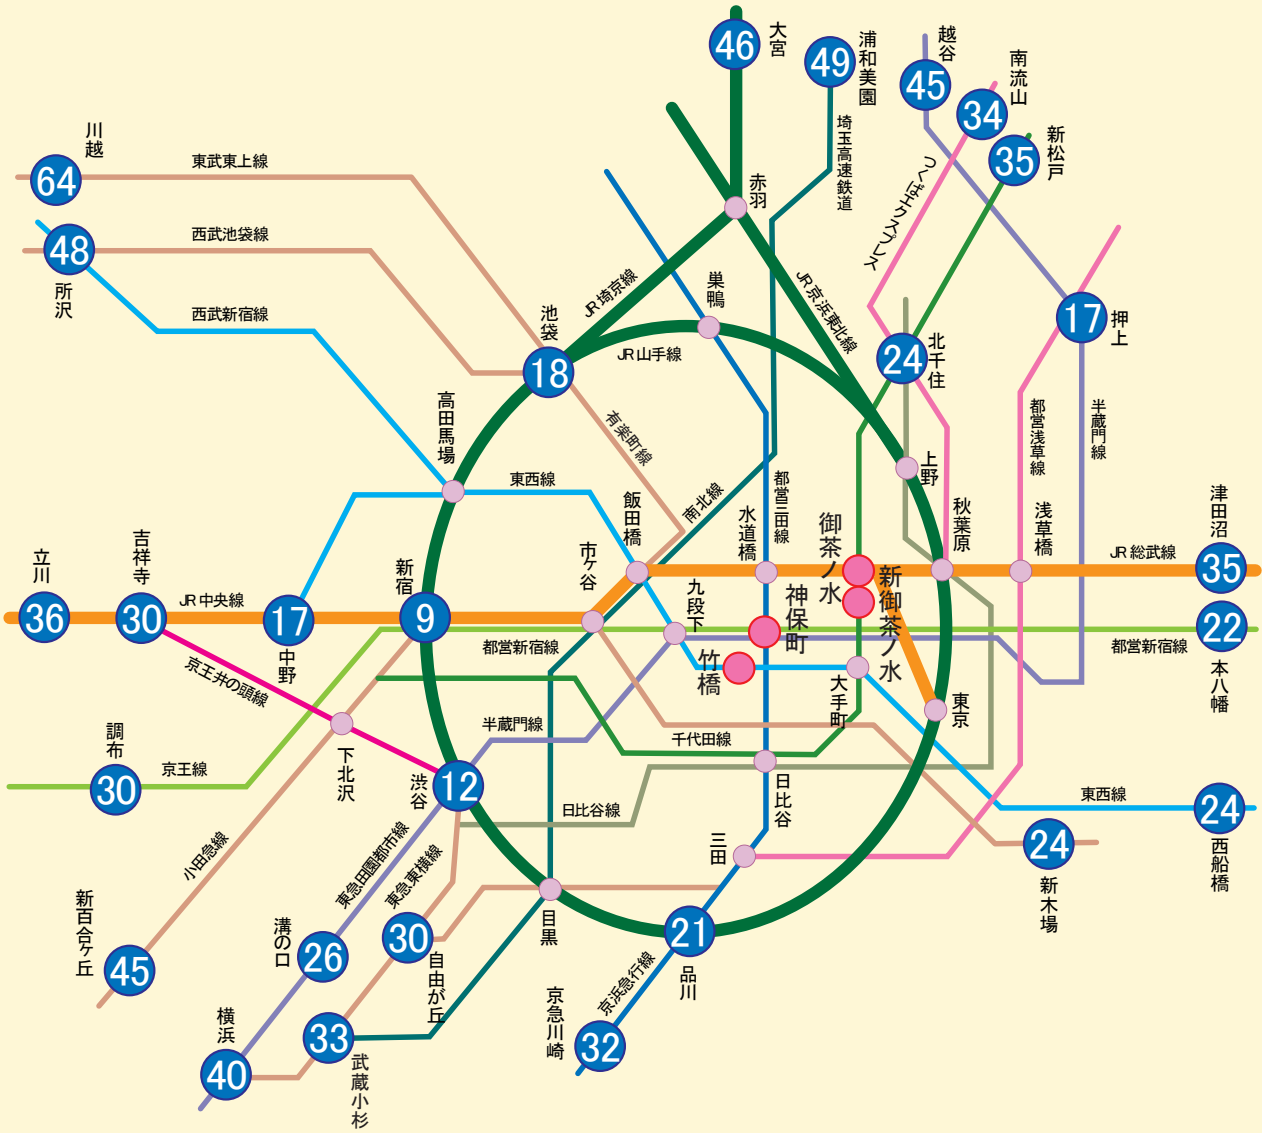 46
大宮
49
浦和美園
越谷
45
南流山
34
新松戸
35
川越
64
東武東上線
埼玉高速鉄道
つくばエクスプレス
赤羽
48
所沢
西武池袋線
JR埼京線
巣鴨
JR京浜東北線
西武新宿線
池袋
18
JR山手線
17
押上
24
北千住
高田馬場
有楽町線
都営浅草線
半蔵門線
東西線
飯田橋
南北線
都営三田線
上野
水道橋
御茶ノ水
秋葉原
浅草橋
津田沼
JR総武線
35
立川
36
吉祥寺
30
JR中央線
17
中野
新宿
9
市ヶ谷
九段下
神保町
新御茶ノ水
22
本八幡
都営新宿線
都営新宿線
竹橋
大手町
東京
京王井の頭線
調布
30
京王線
下北沢
渋谷
12
半蔵門線
千代田線
日比谷
日比谷線
東西線
24
西船橋
小田急線
東急田園都市線
東急東横線
三田
24
新木場
新百合ヶ丘
45
溝の口
26
30
自由が丘
目黒
21
品川
横浜
40
33
武蔵小杉
京急川崎
32
京浜急行線